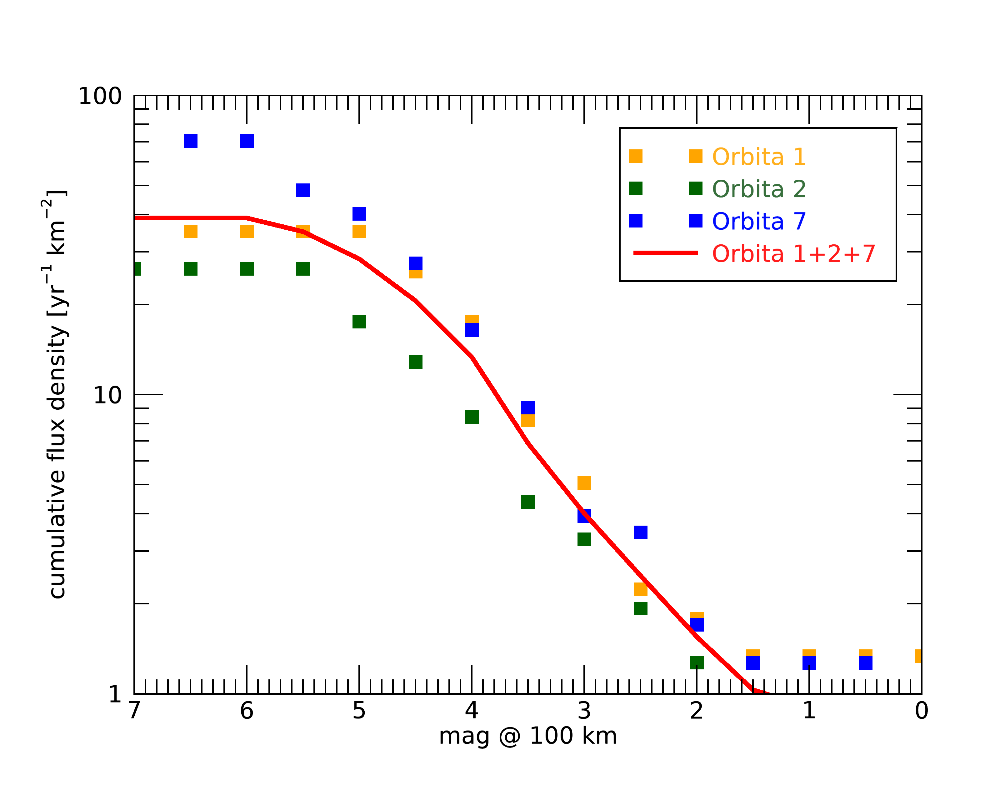 100
10
1
cumulative flux density [yr⁻¹ km⁻²]
Orbita 1
Orbita 2
Orbita 7
Orbita 1+2+7
7 6 5 4 3 2 1 0
mag @ 100 km